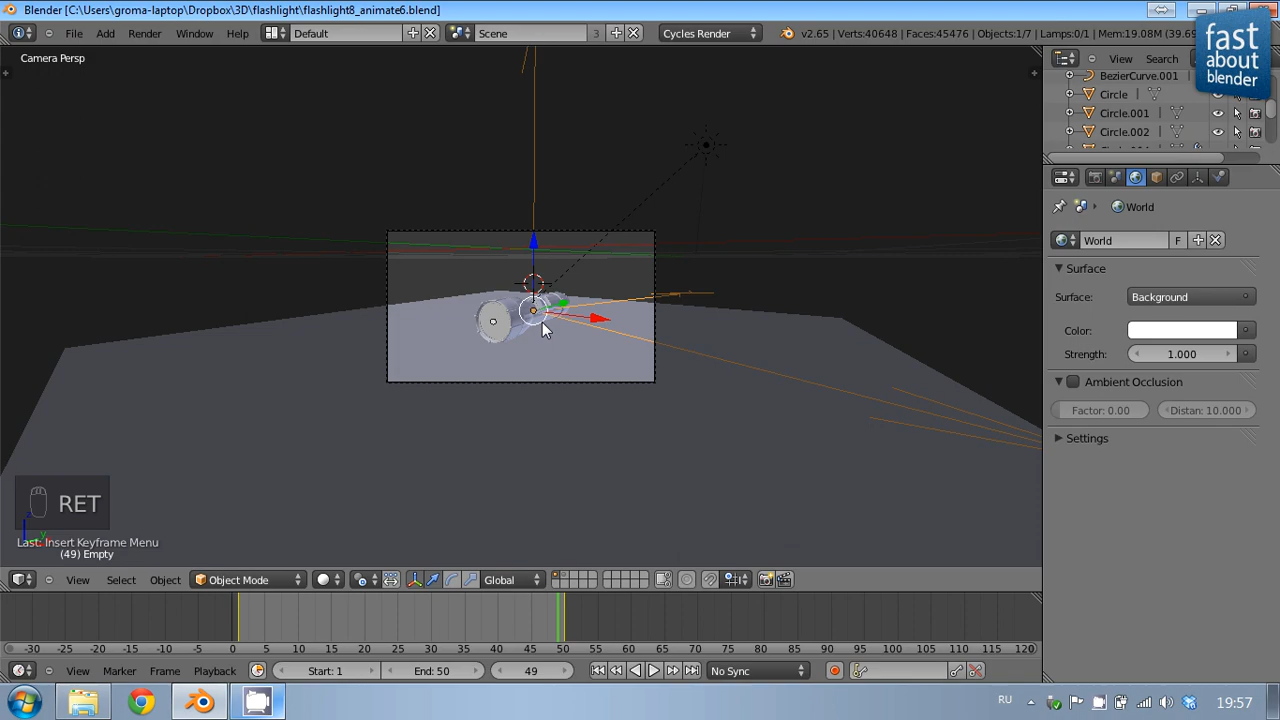 Blender [C:\Users\groma-laptop\Dropbox\3D\flashlight\flashlight8_animate6.blend]
File Add Render Window Help Default Scene 3 Cycles Render v2.65 | Verts:40648 | Faces:45476 | Objects:1/7 | Lamps:0/1 | Mem:19.08M
fast about blender
Camera Persp
View Search
BezierCurve.001
Circle
Circle.001
Circle.002
World
World F
Surface
Surface: Background
Color:
Strength: 1.000
Ambient Occlusion
Factor: 0.00 Distan: 10.000
Settings
RET
Last: Insert Keyframe Menu
(49) Empty
View Select Object Object Mode Global
-30 -25 -20 -15 -10 -5 0 5 10 15 20 25 30 35 40 45 50 55 60 65 70 75 80 85 90 95 100 105 110 115 120
View Marker Frame Playback Start: 1 End: 50 49 No Sync
RU 19:57